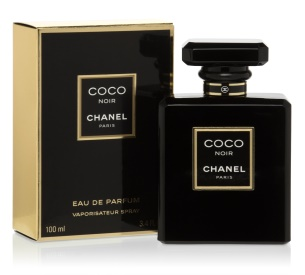 COCO
NOIR
CHANEL
PARIS
EAU DE PARFUM
VAPORISATEUR SPRAY
100 ml
COCO
NOIR
CHANEL
PARIS